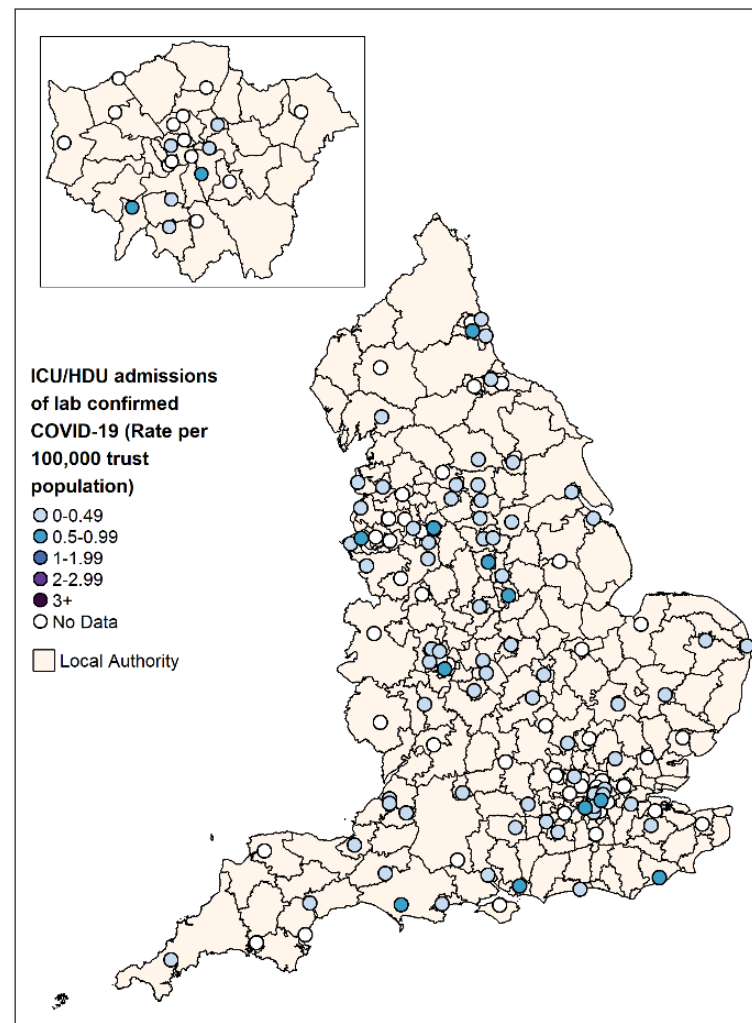 ICU/HDU admissions
of lab confirmed
COVID-19 (Rate per
100,000 trust
population)
0-0.49
0.5-0.99
1-1.99
2-2.99
3+
No Data
Local Authority